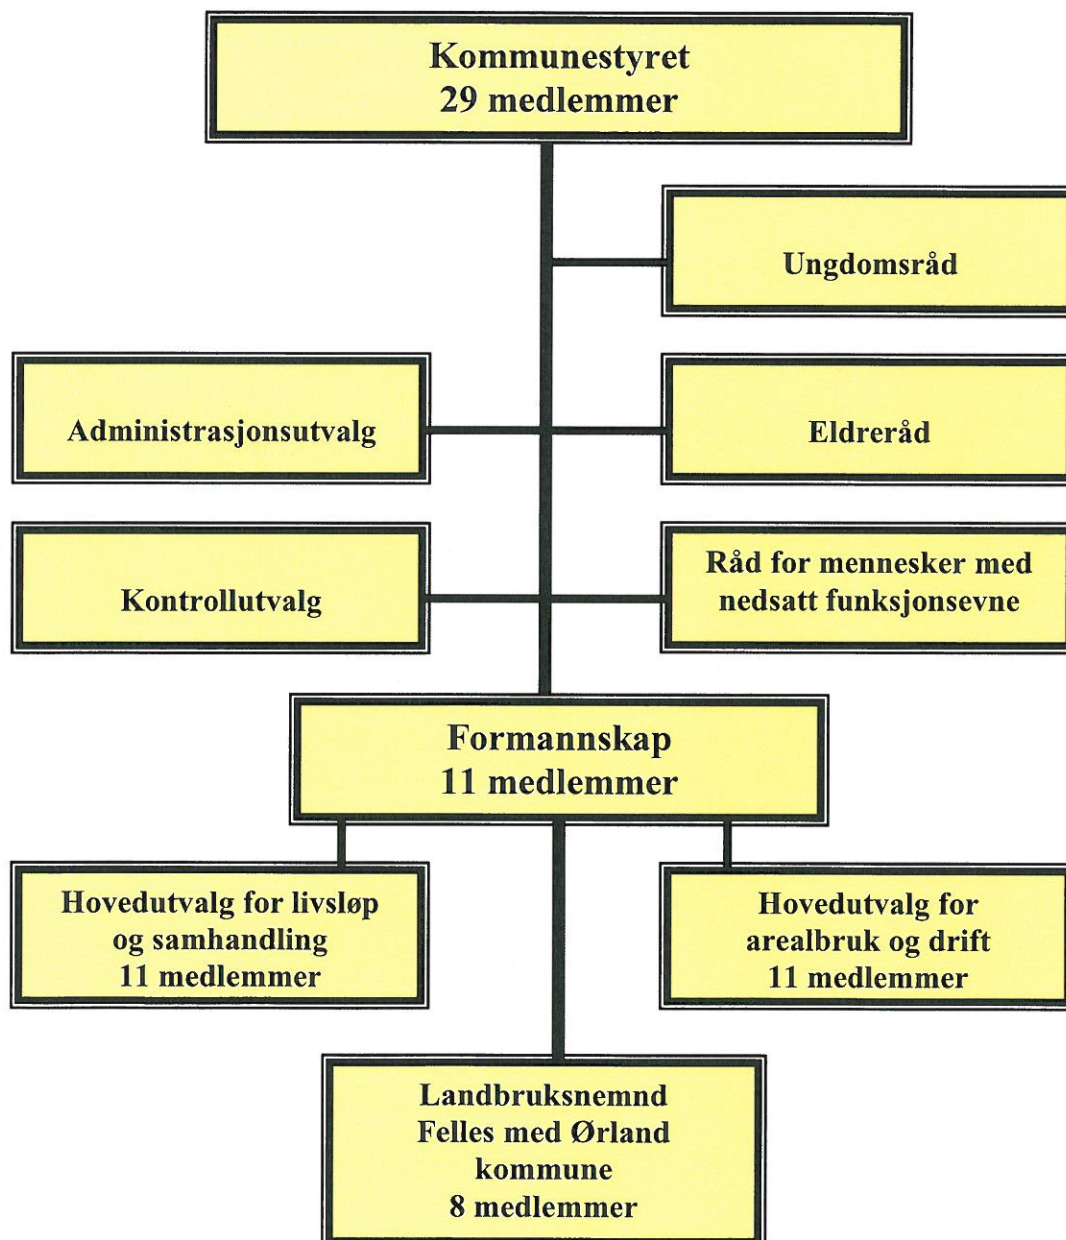 Kommunestyret
29 medlemmer
Ungdomsråd
Administrasjonsutvalg
Eldreråd
Kontrollutvalg
Råd for mennesker med
nedsatt funksjonsevne
Formannskap
11 medlemmer
Hovedutvalg for livsløp
og samhandling
11 medlemmer
Hovedutvalg for
arealbruk og drift
11 medlemmer
Landbruksnemnd
Felles med Ørland
kommune
8 medlemmer